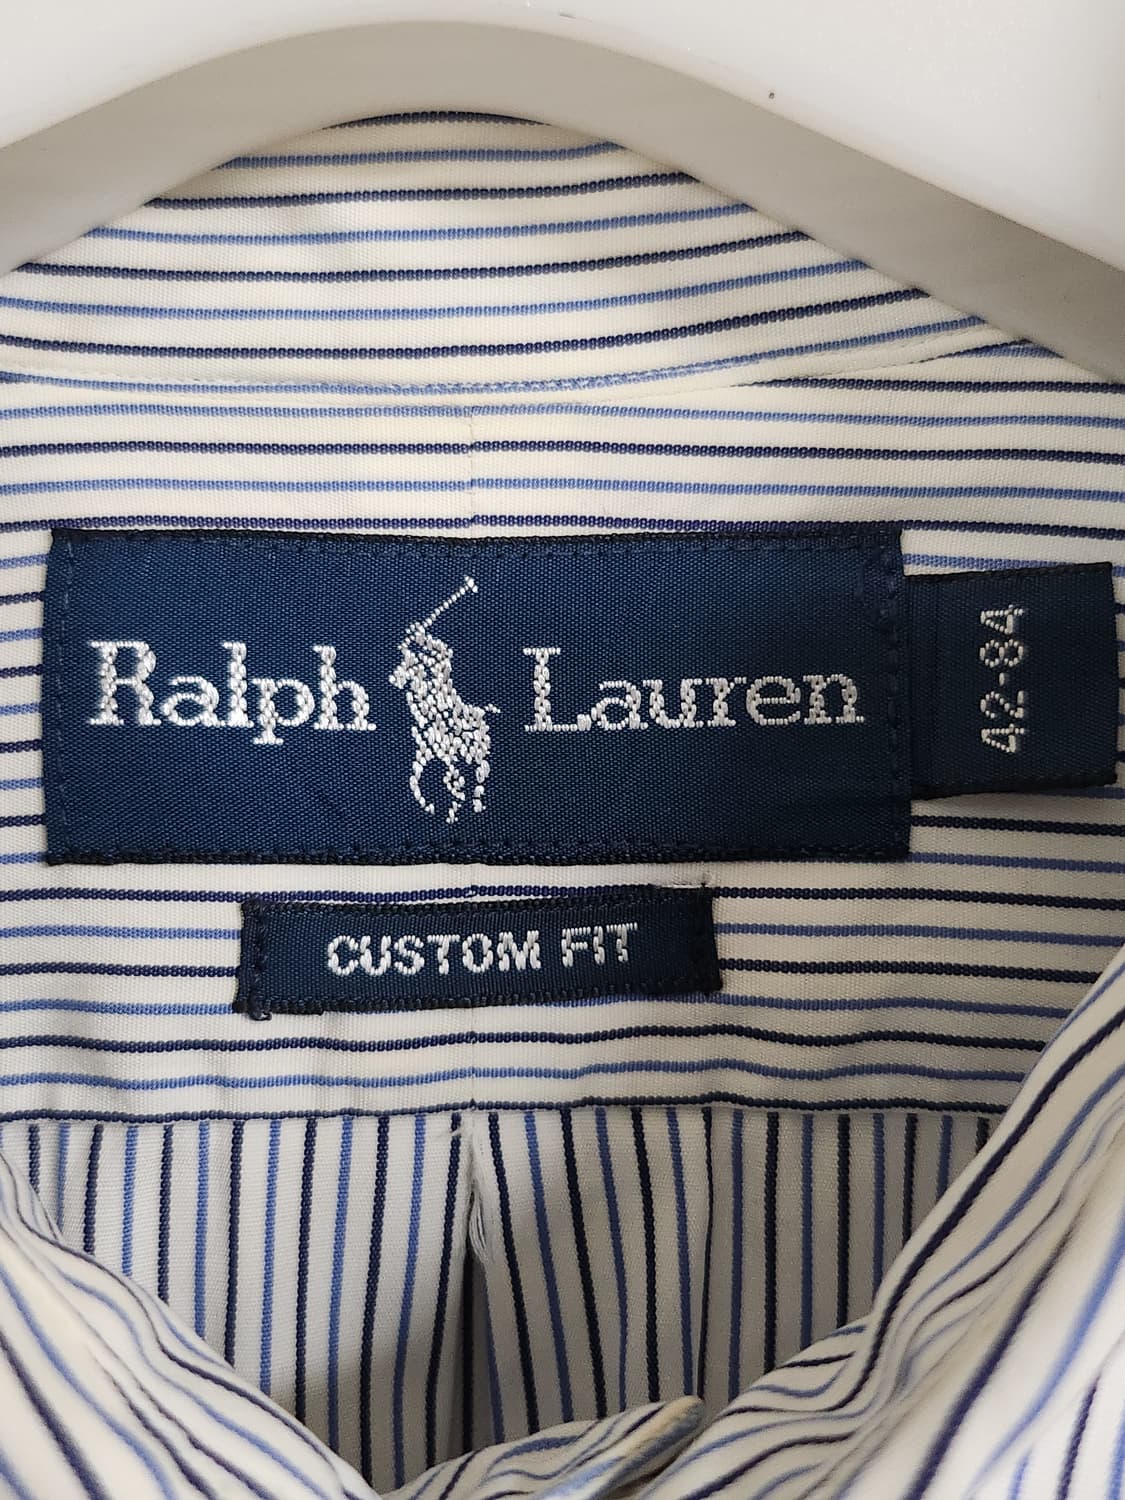 Ralph Lauren
42-84
CUSTOM FIT